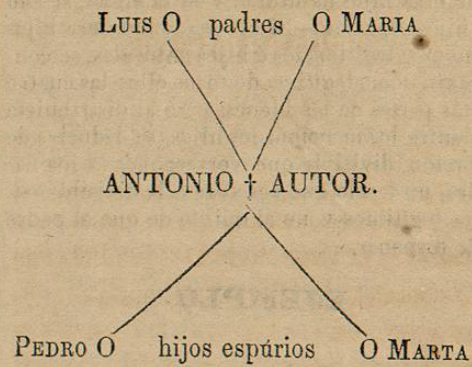 LUIS O padres O MARIA
ANTONIO † AUTOR.
PEDRO O hijos espúrios O MARTA